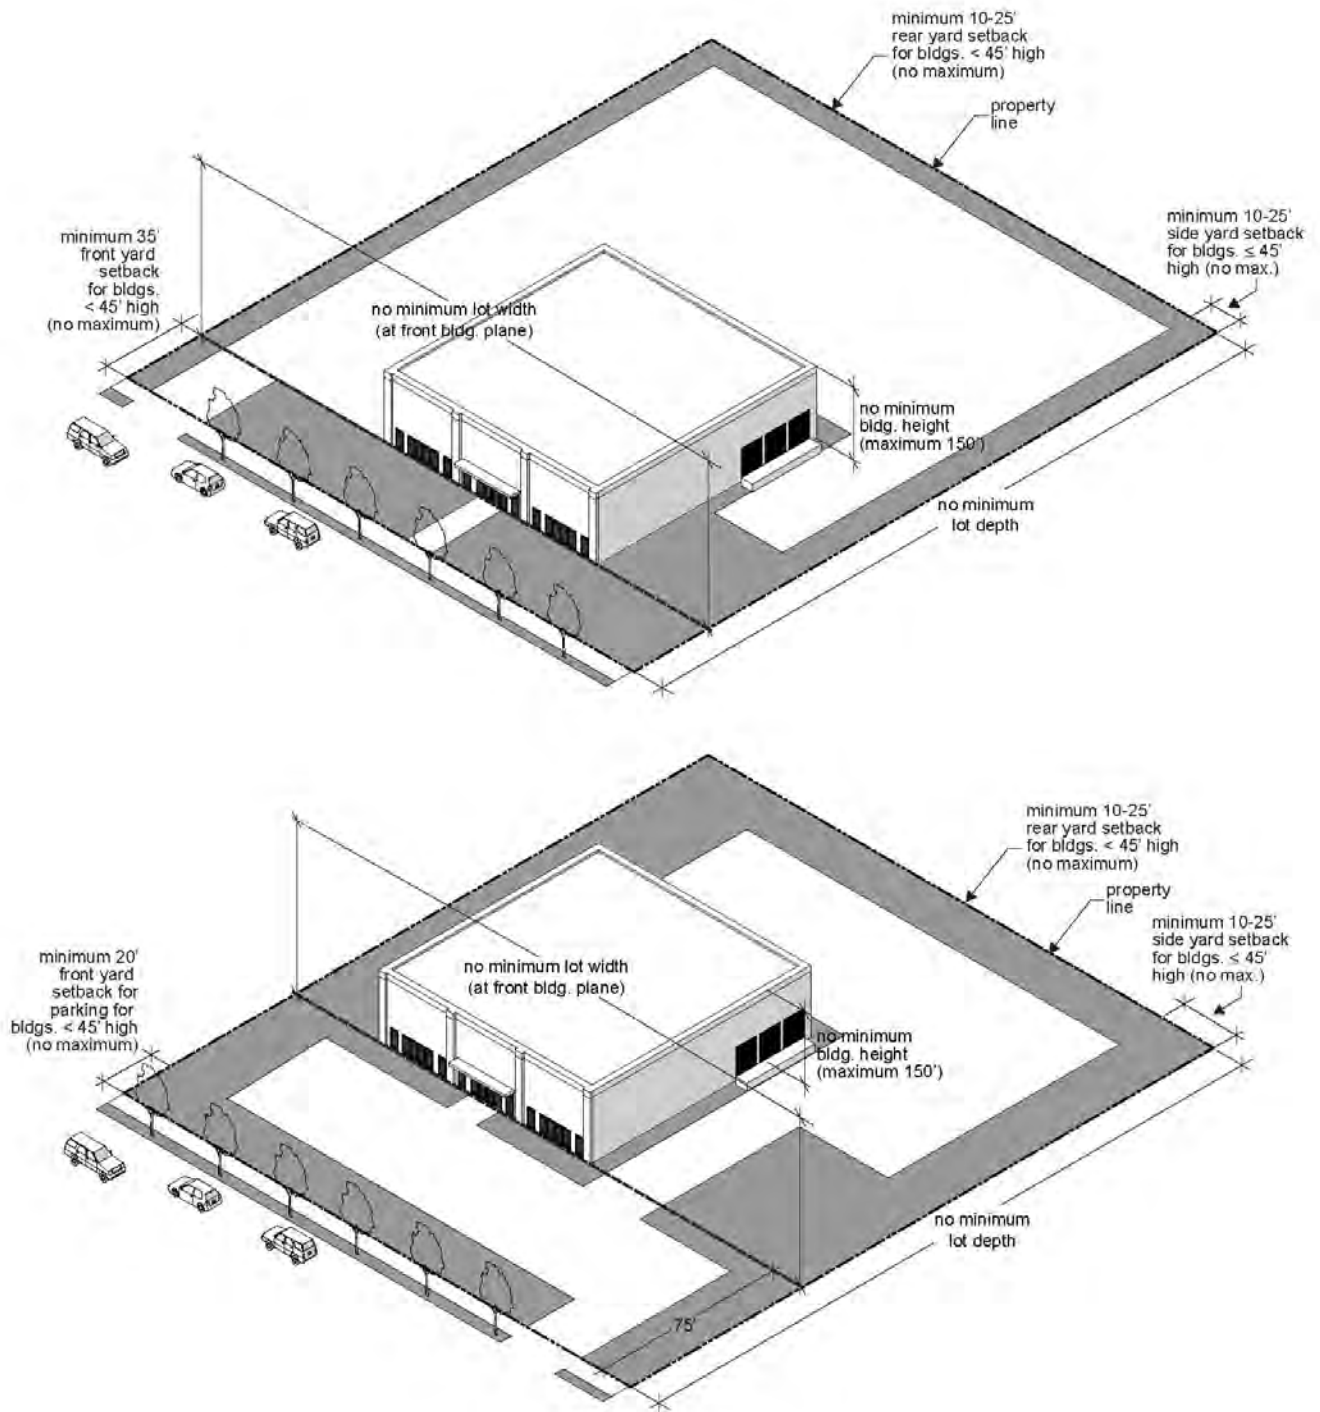 minimum 10-25'
rear yard setback
for bldgs. < 45' high
(no maximum)
property
line
minimum 10-25'
side yard setback
for bldgs. ≤ 45'
high (no max.)
minimum 35'
front yard
setback
for bldgs.
< 45' high
(no maximum)
no minimum lot width
(at front bldg. plane)
no minimum
bldg. height
(maximum 150')
no minimum
lot depth
minimum 10-25'
rear yard setback
for bldgs. < 45' high
(no maximum)
property
line
minimum 10-25'
side yard setback
for bldgs. ≤ 45'
high (no max.)
minimum 20'
front yard
setback for
parking for
bldgs. < 45' high
(no maximum)
no minimum lot width
(at front bldg. plane)
no minimum
bldg. height
(maximum 150')
no minimum
lot depth
75'